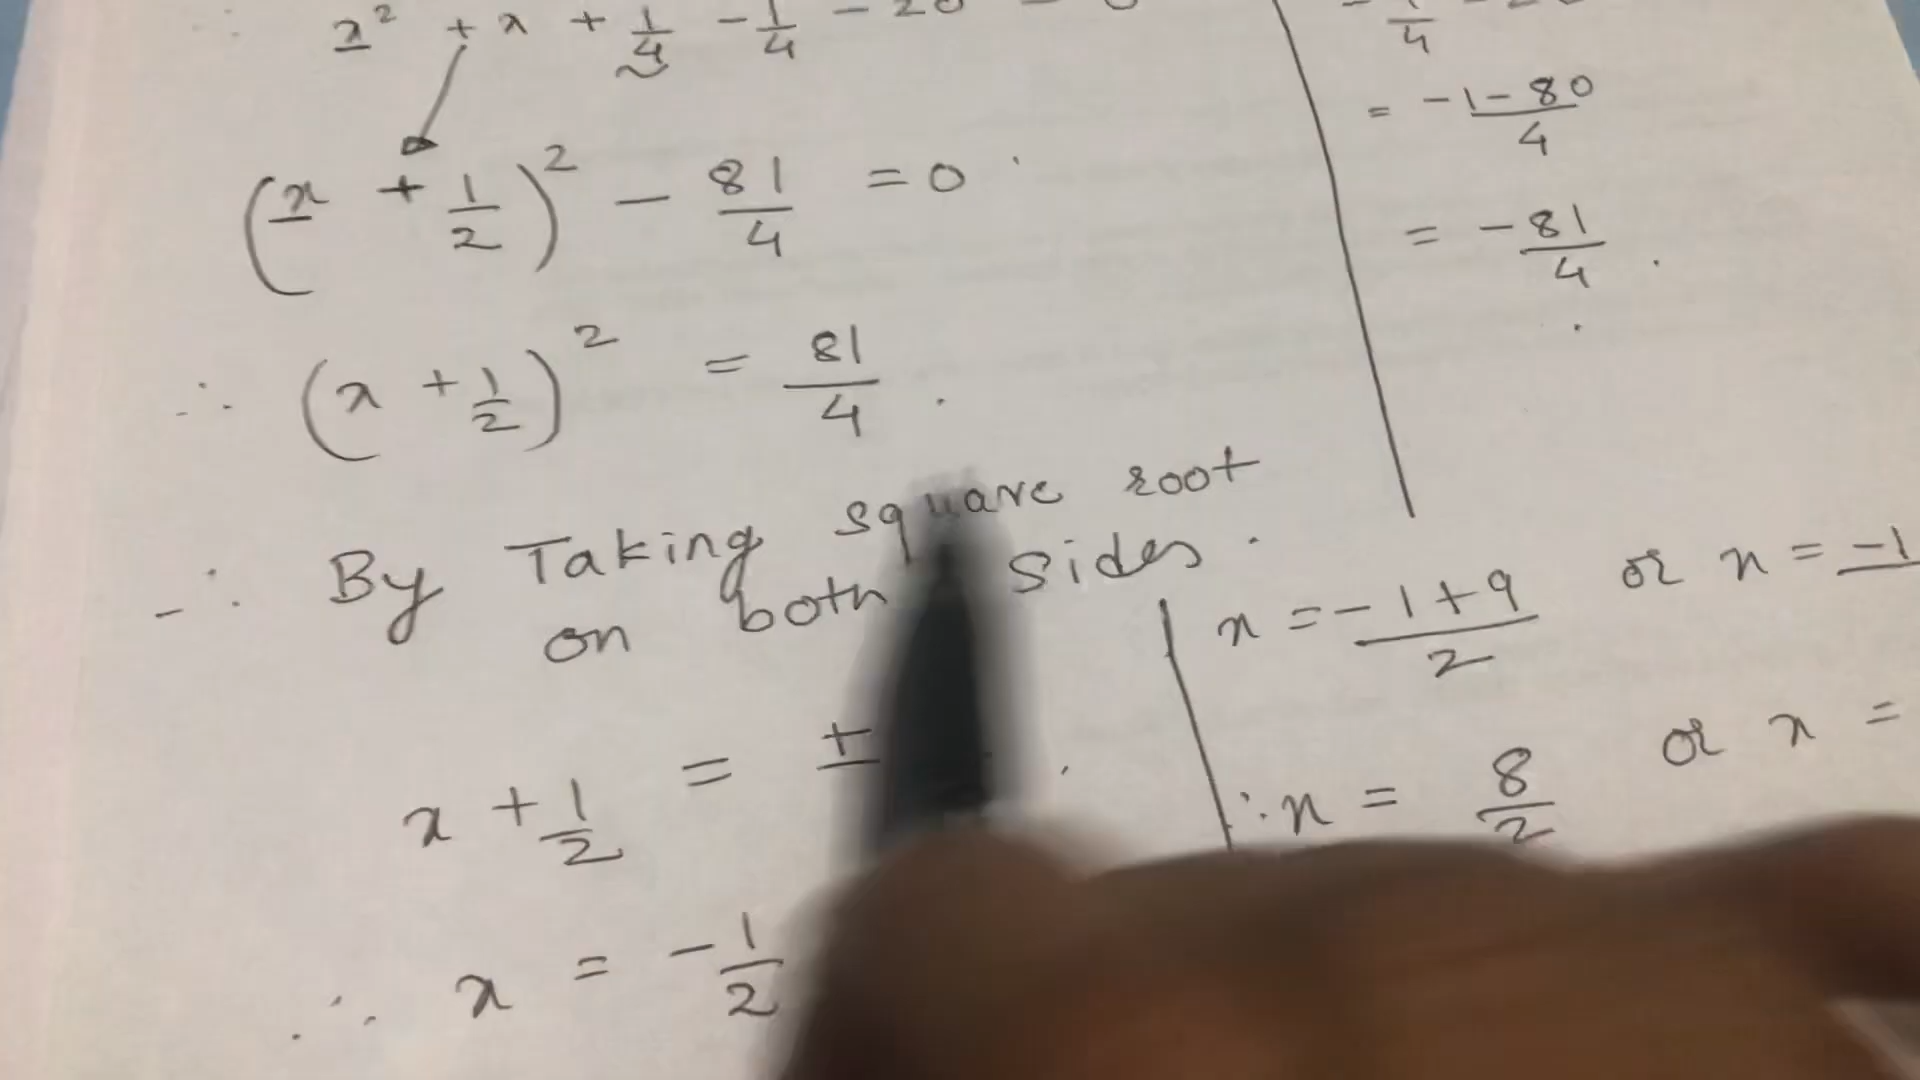 x² + x + 1/4 - 1/4 - 20
(x + 1/2)² - 81/4 = 0
∴ (x + 1/2)² = 81/4 .
∴ By Taking square root
on both sides .
x + 1/2 = ±
∴ x = - 1/2
= -1-80/4
= -81/4 .
x = -1+9/2 or x = -1
∴ x = 8/2 or x =